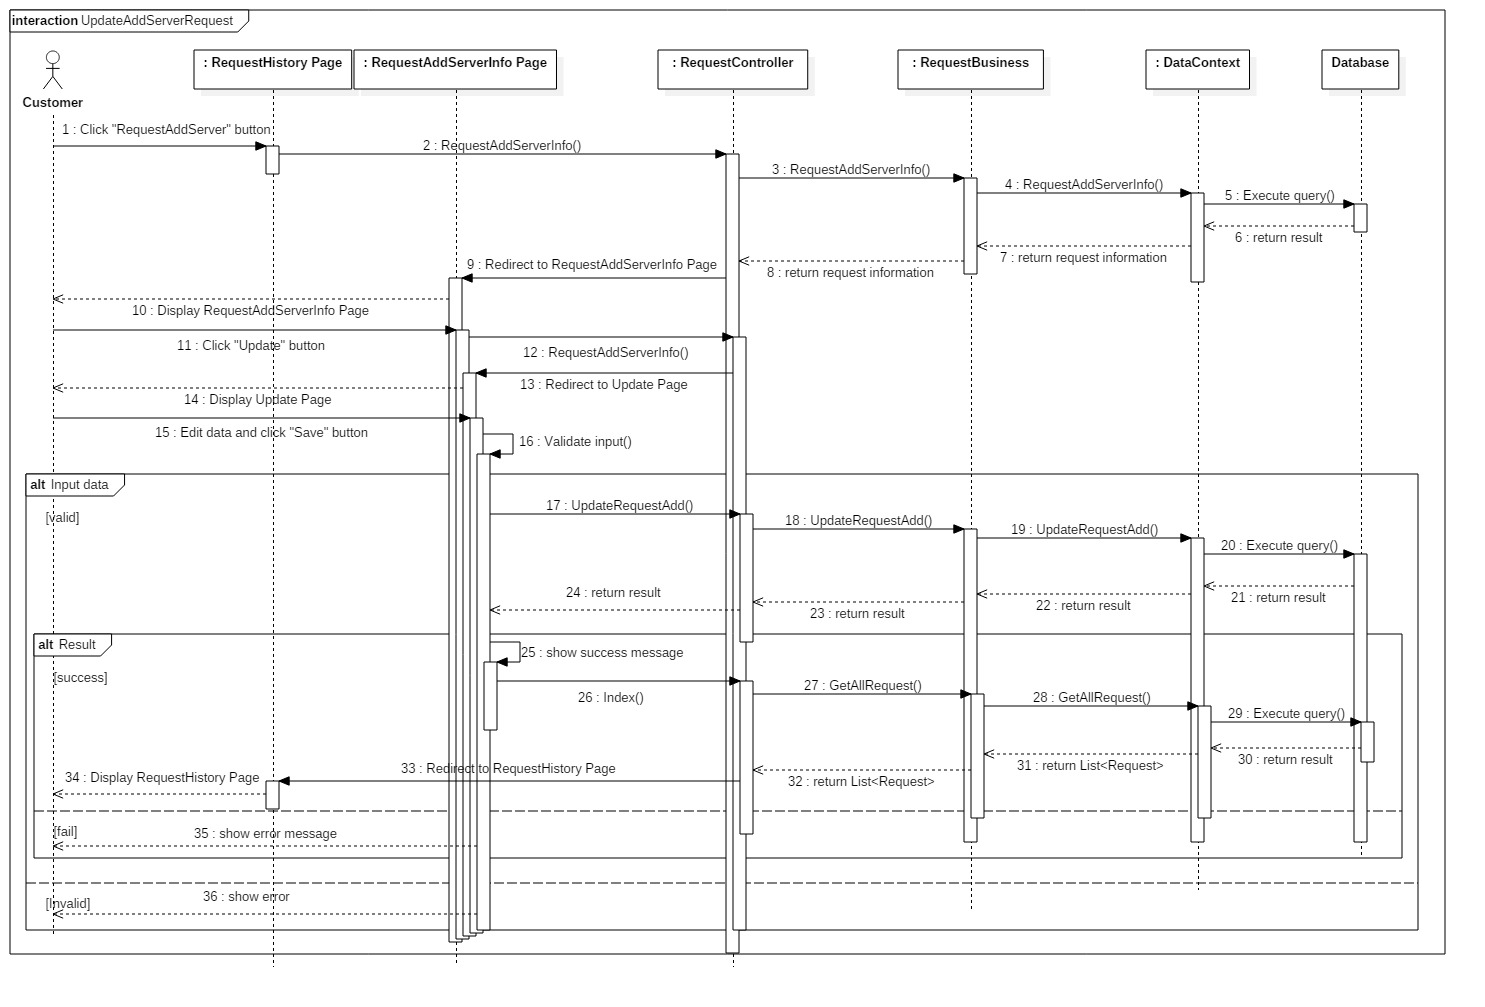 interaction UpdateAddServerRequest
: RequestHistory Page
: RequestAddServerInfo Page
: RequestController
: RequestBusiness
: DataContext
Database
Customer
1 : Click "RequestAddServer" button
2 : RequestAddServerInfo()
3 : RequestAddServerInfo()
4 : RequestAddServerInfo()
5 : Execute query()
6 : return result
7 : return request information
8 : return request information
9 : Redirect to RequestAddServerInfo Page
10 : Display RequestAddServerInfo Page
11 : Click "Update" button
12 : RequestAddServerInfo()
13 : Redirect to Update Page
14 : Display Update Page
15 : Edit data and click "Save" button
16 : Validate input()
alt Input data
[valid]
17 : UpdateRequestAdd()
18 : UpdateRequestAdd()
19 : UpdateRequestAdd()
20 : Execute query()
21 : return result
22 : return result
23 : return result
24 : return result
alt Result
[success]
25 : show success message
26 : Index()
27 : GetAllRequest()
28 : GetAllRequest()
29 : Execute query()
30 : return result
31 : return List<Request>
32 : return List<Request>
33 : Redirect to RequestHistory Page
34 : Display RequestHistory Page
[fail]
35 : show error message
36 : show error
[Invalid]